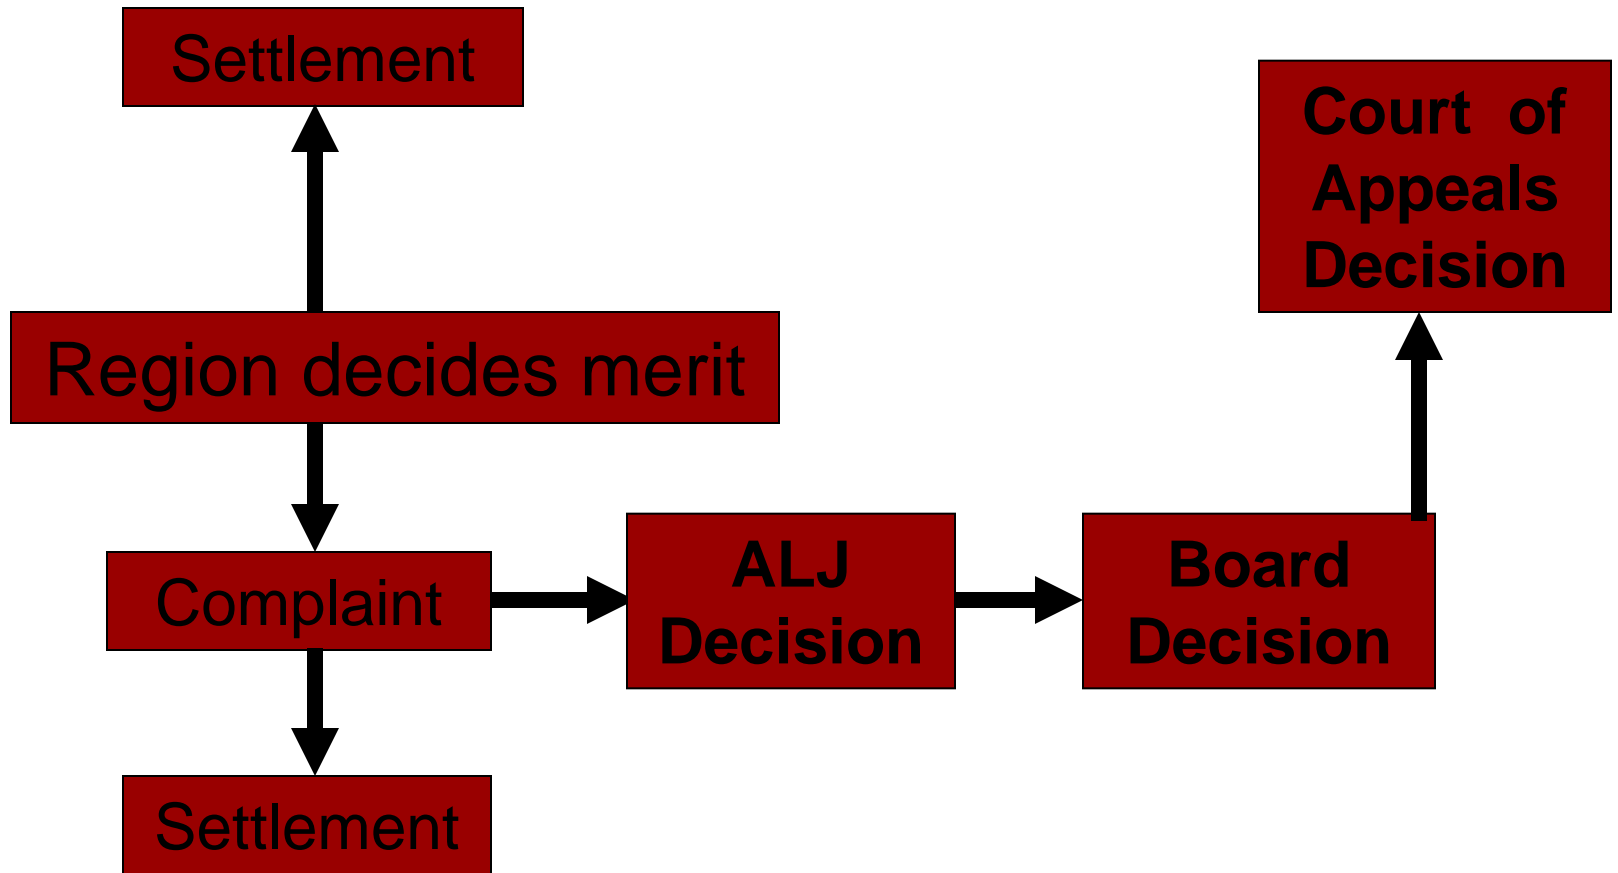 Settlement
Court of
Appeals
Decision
Region decides merit
Complaint
ALJ
Decision
Board
Decision
Settlement